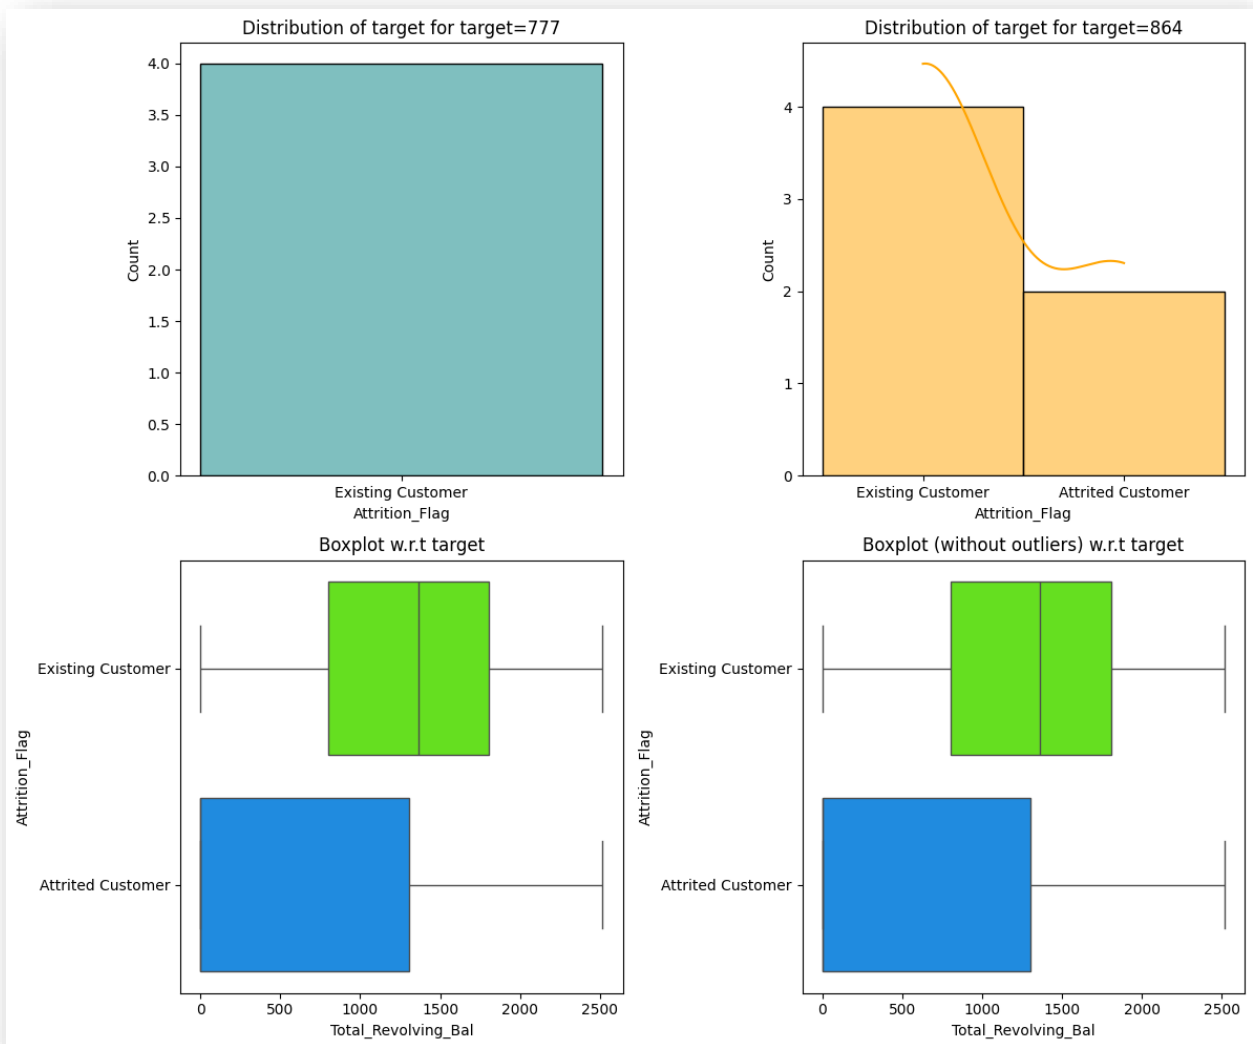 Distribution of target for target=777
4.0
3.5
3.0
2.5
2.0
1.5
1.0
0.5
0.0
Count
Existing Customer
Attrition_Flag
Distribution of target for target=864
4
3
2
1
0
Count
Existing Customer Attrited Customer
Attrition_Flag
Boxplot w.r.t target
Existing Customer
Attrited Customer
Attrition_Flag
0 500 1000 1500 2000 2500
Total_Revolving_Bal
Boxplot (without outliers) w.r.t target
Existing Customer
Attrited Customer
Attrition_Flag
0 500 1000 1500 2000 2500
Total_Revolving_Bal